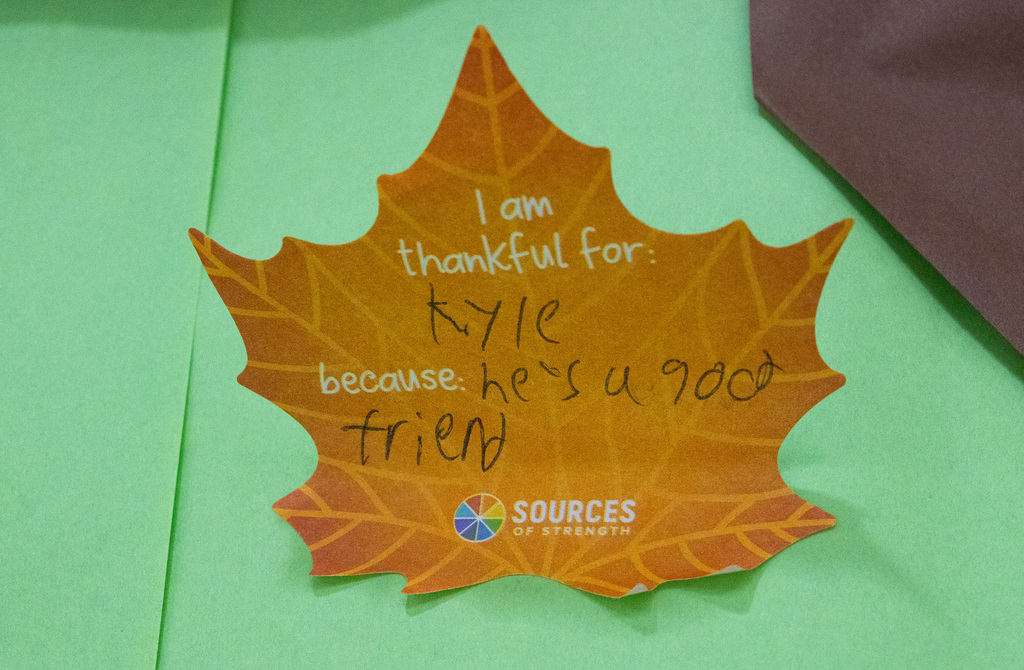 I am
thankful for:
Kyle
because: he's a good
friend
SOURCES
OF STRENGTH